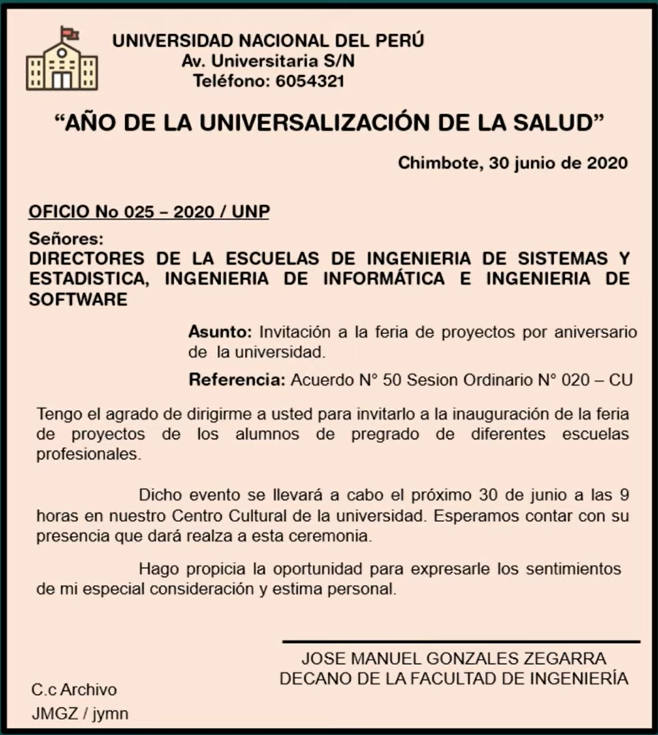 UNIVERSIDAD NACIONAL DEL PERÚ
Av. Universitaria S/N
Teléfono: 6054321
“AÑO DE LA UNIVERSALIZACIÓN DE LA SALUD”
Chimbote, 30 junio de 2020
OFICIO No 025 – 2020 / UNP
Señores:
DIRECTORES DE LA ESCUELAS DE INGENIERIA DE SISTEMAS Y
ESTADISTICA, INGENIERIA DE INFORMÁTICA E INGENIERIA DE
SOFTWARE
Asunto: Invitación a la feria de proyectos por aniversario
de la universidad.
Referencia: Acuerdo N° 50 Sesion Ordinario N° 020 – CU
Tengo el agrado de dirigirme a usted para invitarlo a la inauguración de la feria
de proyectos de los alumnos de pregrado de diferentes escuelas
profesionales.
Dicho evento se llevará a cabo el próximo 30 de junio a las 9
horas en nuestro Centro Cultural de la universidad. Esperamos contar con su
presencia que dará realza a esta ceremonia.
Hago propicia la oportunidad para expresarle los sentimientos
de mi especial consideración y estima personal.
JOSE MANUEL GONZALES ZEGARRA
DECANO DE LA FACULTAD DE INGENIERÍA
C.c Archivo
JMGZ / jymn